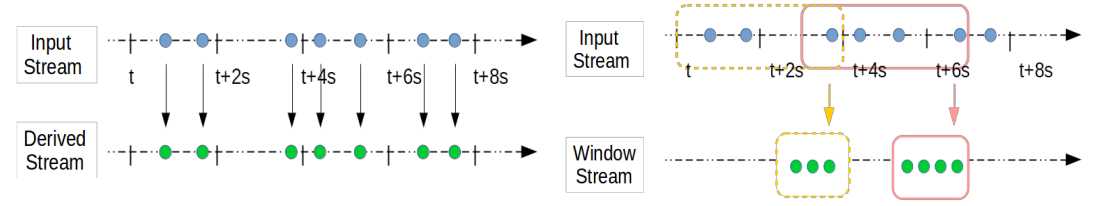 Input
Stream
t
t+2s
t+4s
t+6s
t+8s
Derived
Stream
Input
Stream
t
t+2s
t+4s
t+6s
t+8s
Window
Stream